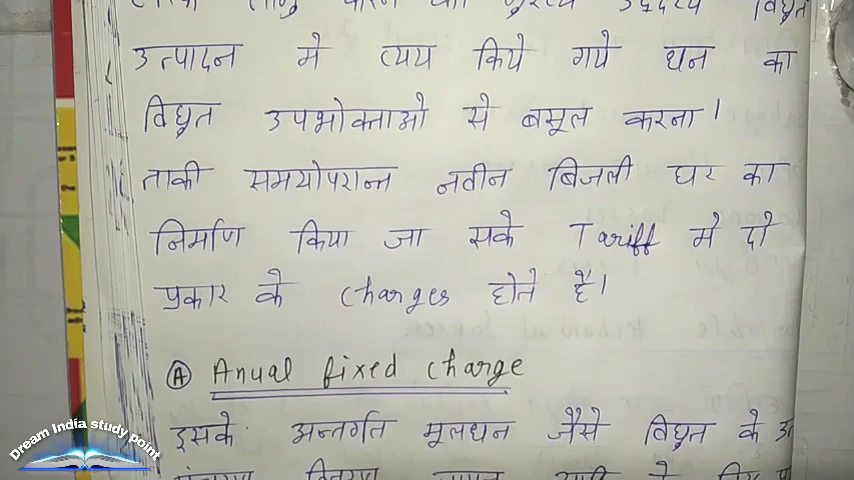 उत्पादन मे व्यय किये गये धन का
विधुत उपभोक्ताओ से बसूल करना।
ताकी समयोपरान्त नवीन बिजली घर का
निर्माण किया जा सके Tariff मे दो
प्रकार के charges होते है।
Ⓐ Anual fixed charge
इसके अन्तर्गत मूलधन जैसे विधुत के
Dream India study point